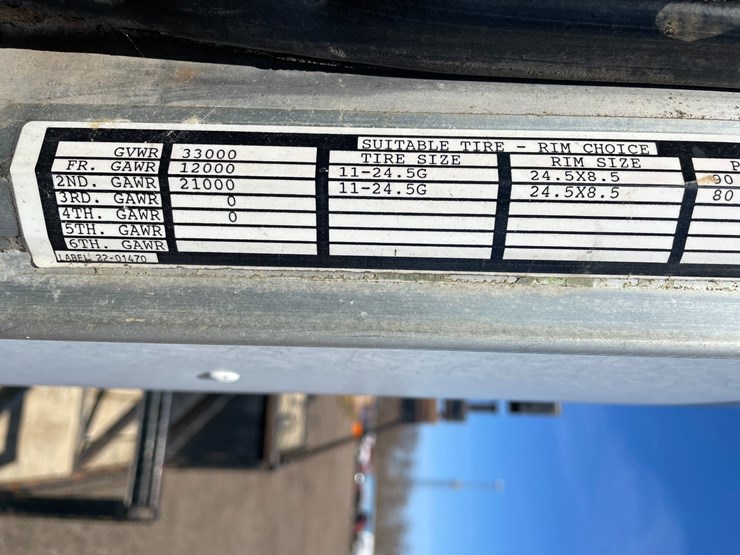 SUITABLE TIRE - RIM CHOICE
GVWR 33000 TIRE SIZE RIM SIZE P
FR. GAWR 12000 11-24.5G 24.5X8.5 90
2ND. GAWR 21000 11-24.5G 24.5X8.5 80
3RD. GAWR 0
4TH. GAWR 0
5TH. GAWR
6TH. GAWR
LABEL 22-01470